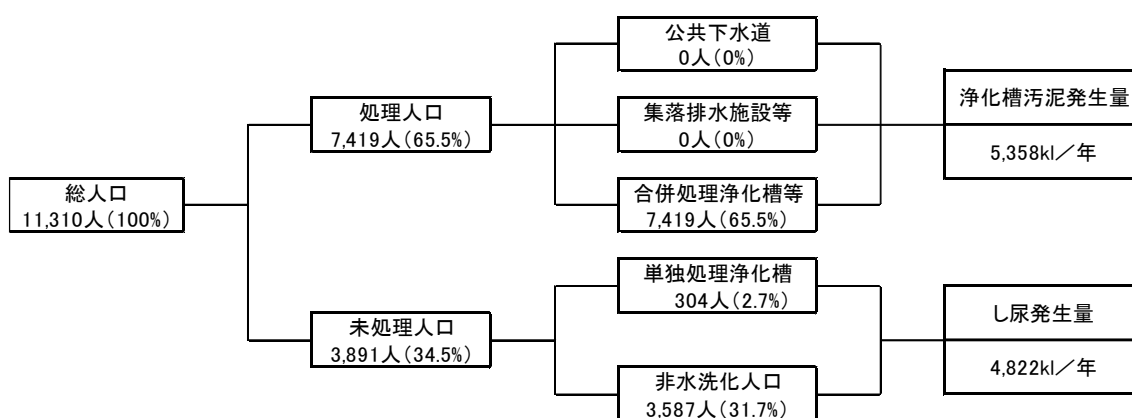 総人口
11,310人(100%)
処理人口
7,419人(65.5%)
公共下水道
0人(0%)
集落排水施設等
0人(0%)
合併処理浄化槽等
7,419人(65.5%)
浄化槽汚泥発生量
5,358kl/年
未処理人口
3,891人(34.5%)
単独処理浄化槽
304人(2.7%)
非水洗化人口
3,587人(31.7%)
し尿発生量
4,822kl/年